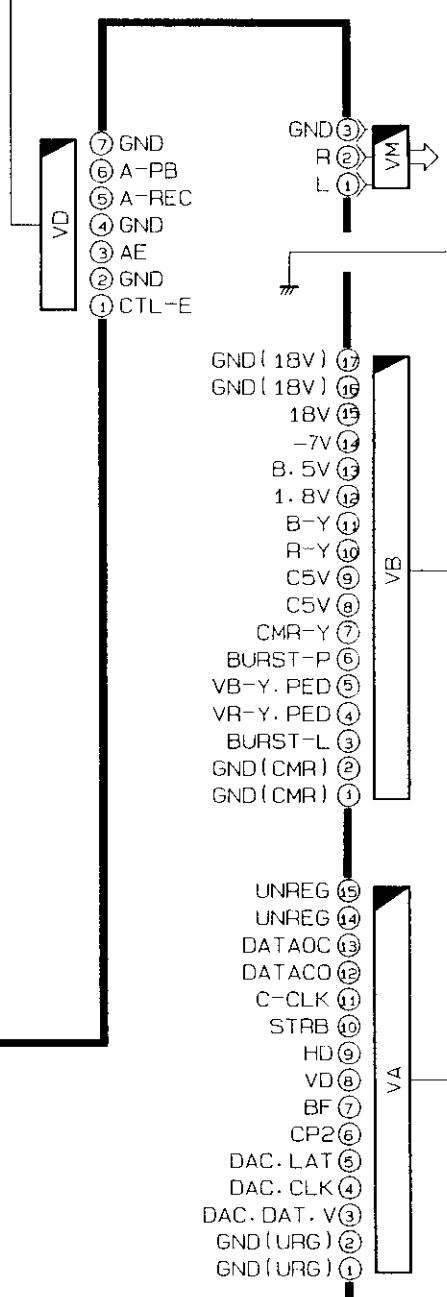 7 GND
6 A-PB
5 A-REC
4 GND
3 AE
2 GND
1 CTL-E
VD
GND 3
R 2
L 1
VM
GND(18V) 17
GND(18V) 16
18V 15
-7V 14
8.5V 13
1.8V 12
B-Y 11
R-Y 10
C5V 9
C5V 8
CMR-Y 7
BURST-P 6
VB-Y.PED 5
VR-Y.PED 4
BURST-L 3
GND(CMR) 2
GND(CMR) 1
VB
UNREG 15
UNREG 14
DATAOC 13
DATACO 12
C-CLK 11
STRB 10
HD 9
VD 8
BF 7
CP2 6
DAC.LAT 5
DAC.CLK 4
DAC.DAT.V 3
GND(URG) 2
GND(URG) 1
VA